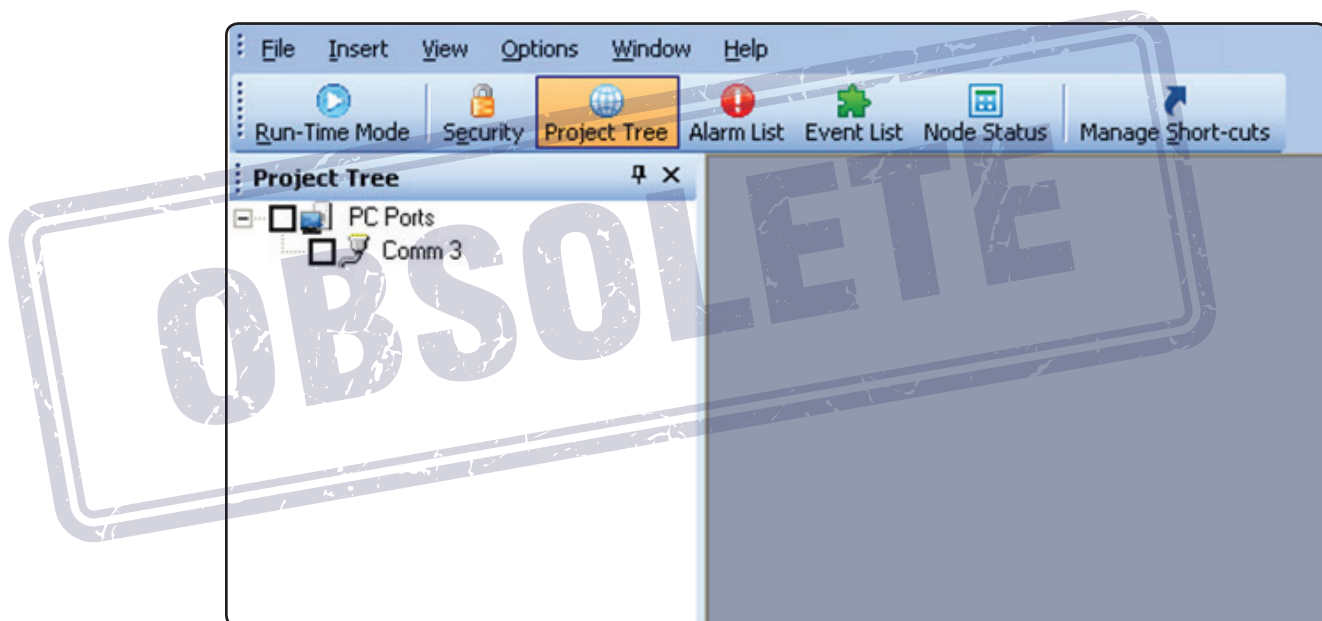 File Insert View Options Window Help
Run-Time Mode Security Project Tree Alarm List Event List Node Status Manage Short-cuts
Project Tree
PC Ports
Comm 3
OBSOLETE